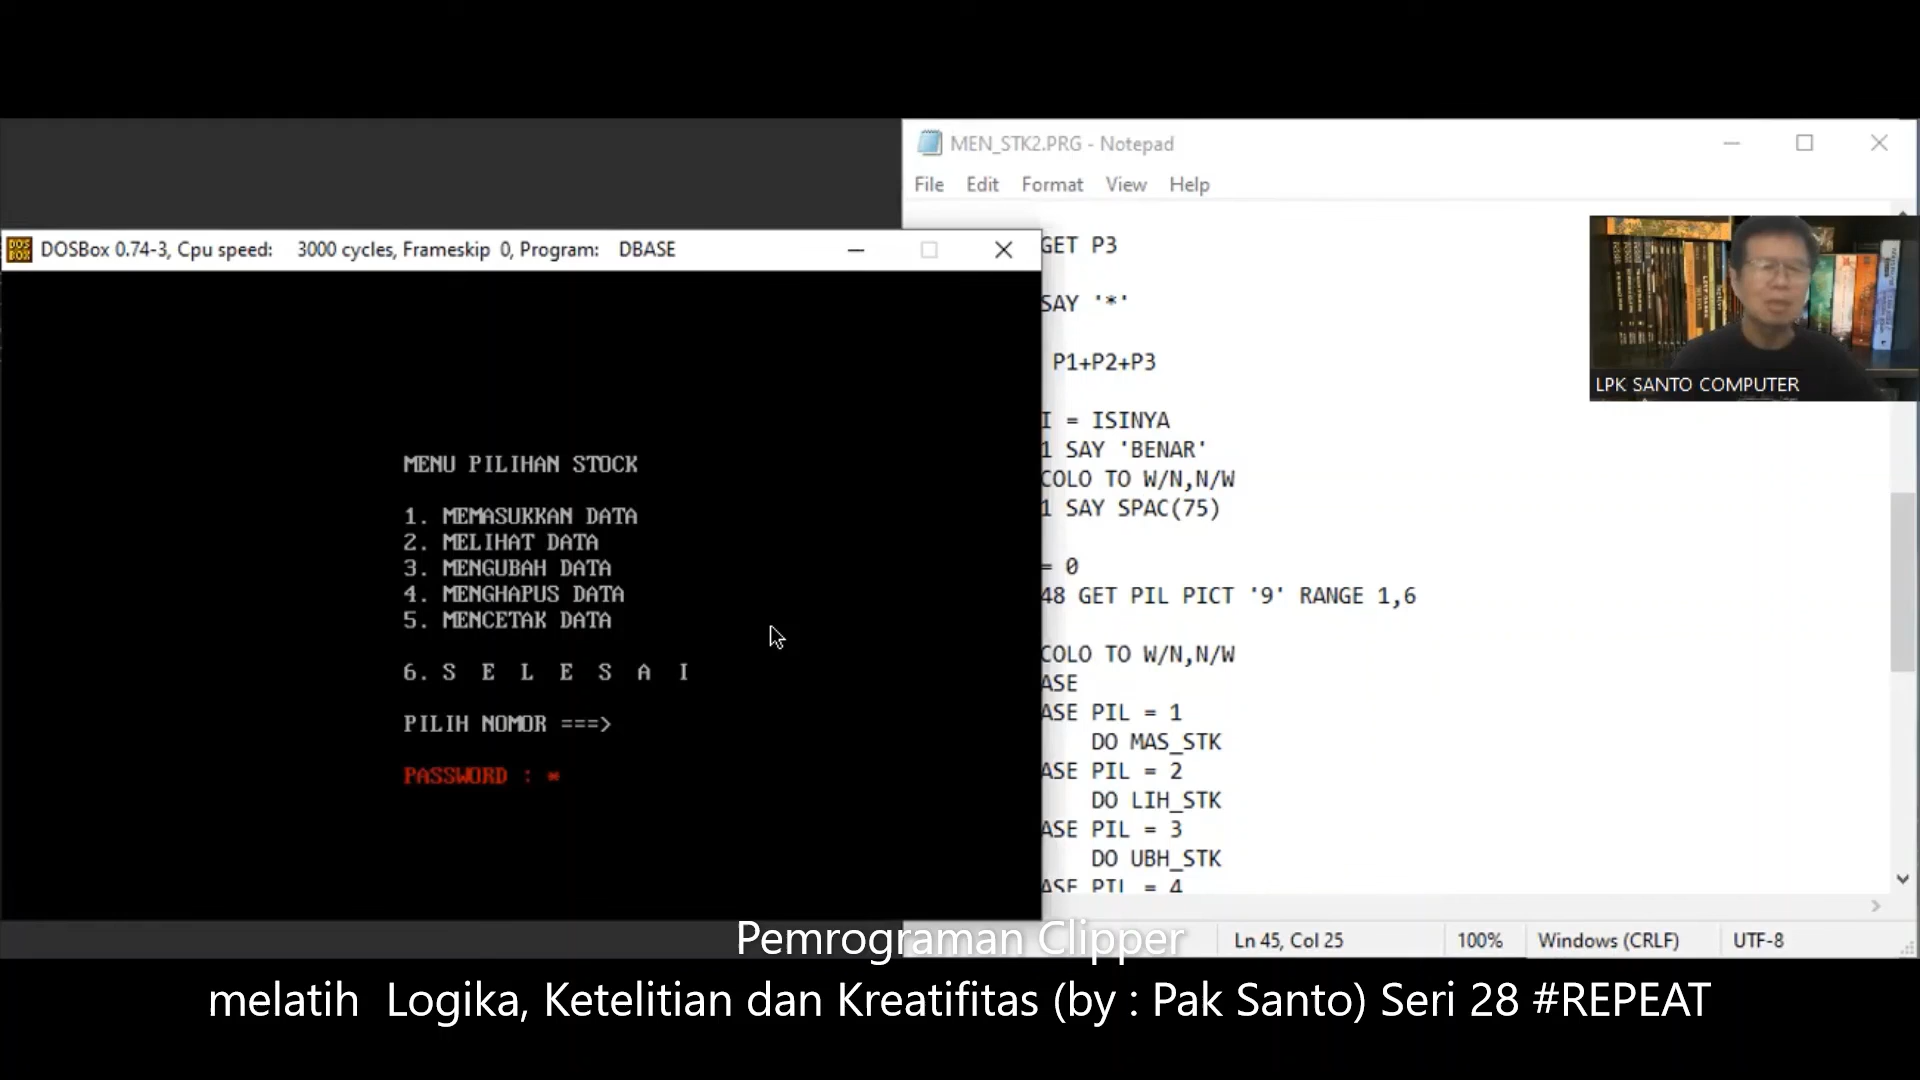 DOSBox 0.74-3, Cpu speed: 3000 cycles, Frameskip 0, Program: DBASE
MENU PILIHAN STOCK
1. MEMASUKKAN DATA
2. MELIHAT DATA
3. MENGUBAH DATA
4. MENGHAPUS DATA
5. MENCETAK DATA
6. S E L E S A I
PILIH NOMOR ===>
PASSWORD : *
MEN_STK2.PRG - Notepad
File Edit Format View Help
GET P3
SAY '*'
P1+P2+P3
I = ISINYA
1 SAY 'BENAR'
COLO TO W/N,N/W
1 SAY SPAC(75)
= 0
48 GET PIL PICT '9' RANGE 1,6
COLO TO W/N,N/W
ASE
ASE PIL = 1
DO MAS_STK
ASE PIL = 2
DO LIH_STK
ASE PIL = 3
DO UBH_STK
ASE PIL = 4
Ln 45, Col 25 100% Windows (CRLF) UTF-8
LPK SANTO COMPUTER
Pemrograman Clipper
melatih Logika, Ketelitian dan Kreatifitas (by : Pak Santo) Seri 28 #REPEAT